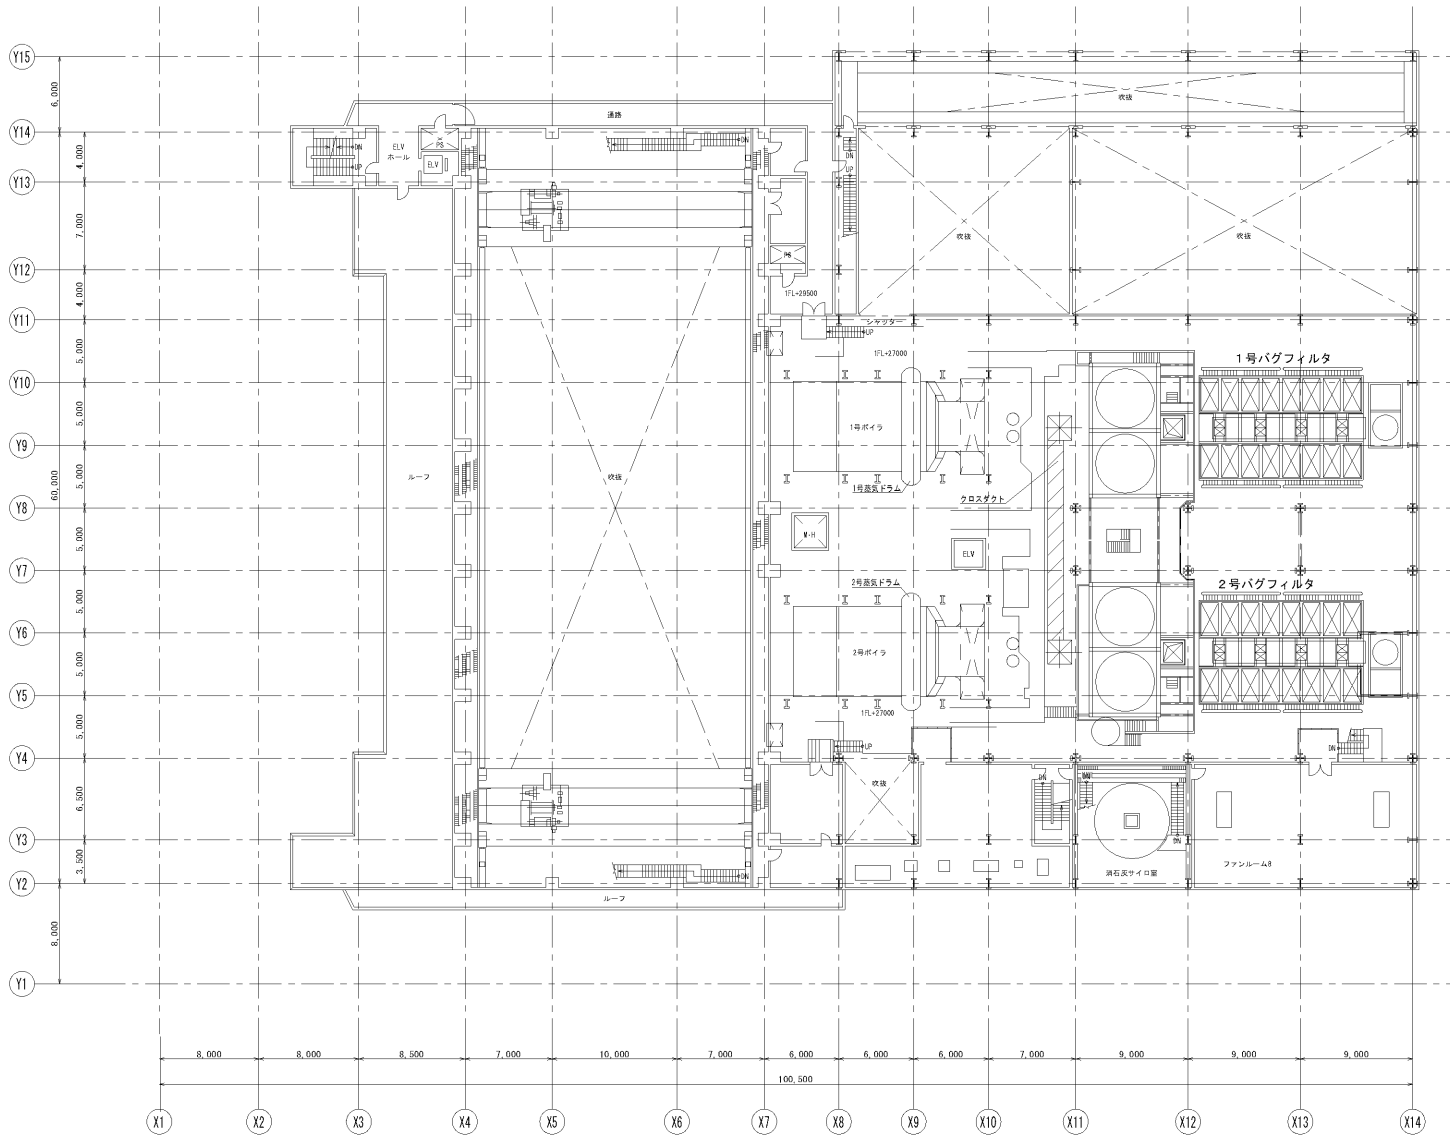 Y15
6,000
通路
吹抜
Y14
ELV
ホール
PS
ELV
DN
UP
DN
DN
UP
4,000
Y13
7,000
吹抜
吹抜
PS
Y12
1FL+29500
4,000
Y11
シャッター
UP
1FL+27000
1号バグフィルタ
5,000
Y10
1号ボイラ
5,000
Y9
ルーフ
吹抜
60,000
5,000
1号蒸気ドラム
クロスダクト
Y8
M-H
ELV
5,000
Y7
2号蒸気ドラム
2号バグフィルタ
5,000
Y6
2号ボイラ
5,000
Y5
1FL+27000
5,000
UP
DN
Y4
吹抜
DN
DN
6,500
Y3
DN
3,500
DN
消石灰サイロ室
ファンルーム8
Y2
ルーフ
8,000
Y1
8,000
8,000
8,500
7,000
10,000
7,000
6,000
6,000
6,000
7,000
9,000
9,000
9,000
100,500
X1
X2
X3
X4
X5
X6
X7
X8
X9
X10
X11
X12
X13
X14